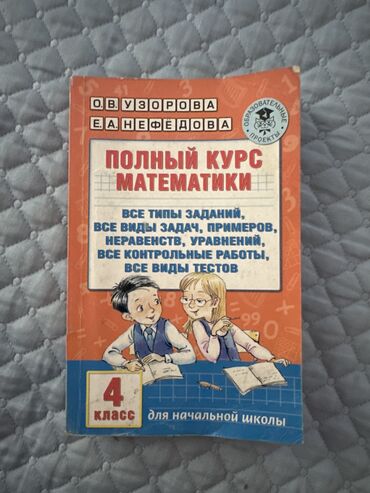 О.В.УЗОРОВА
Е.А.НЕФЁДОВА
ОБРАЗОВАТЕЛЬНЫЕ
ПРОЕКТЫ
ПОЛНЫЙ КУРС
МАТЕМАТИКИ
ВСЕ ТИПЫ ЗАДАНИЙ,
ВСЕ ВИДЫ ЗАДАЧ, ПРИМЕРОВ,
НЕРАВЕНСТВ, УРАВНЕНИЙ,
ВСЕ КОНТРОЛЬНЫЕ РАБОТЫ,
ВСЕ ВИДЫ ТЕСТОВ
4
класс
для начальной школы